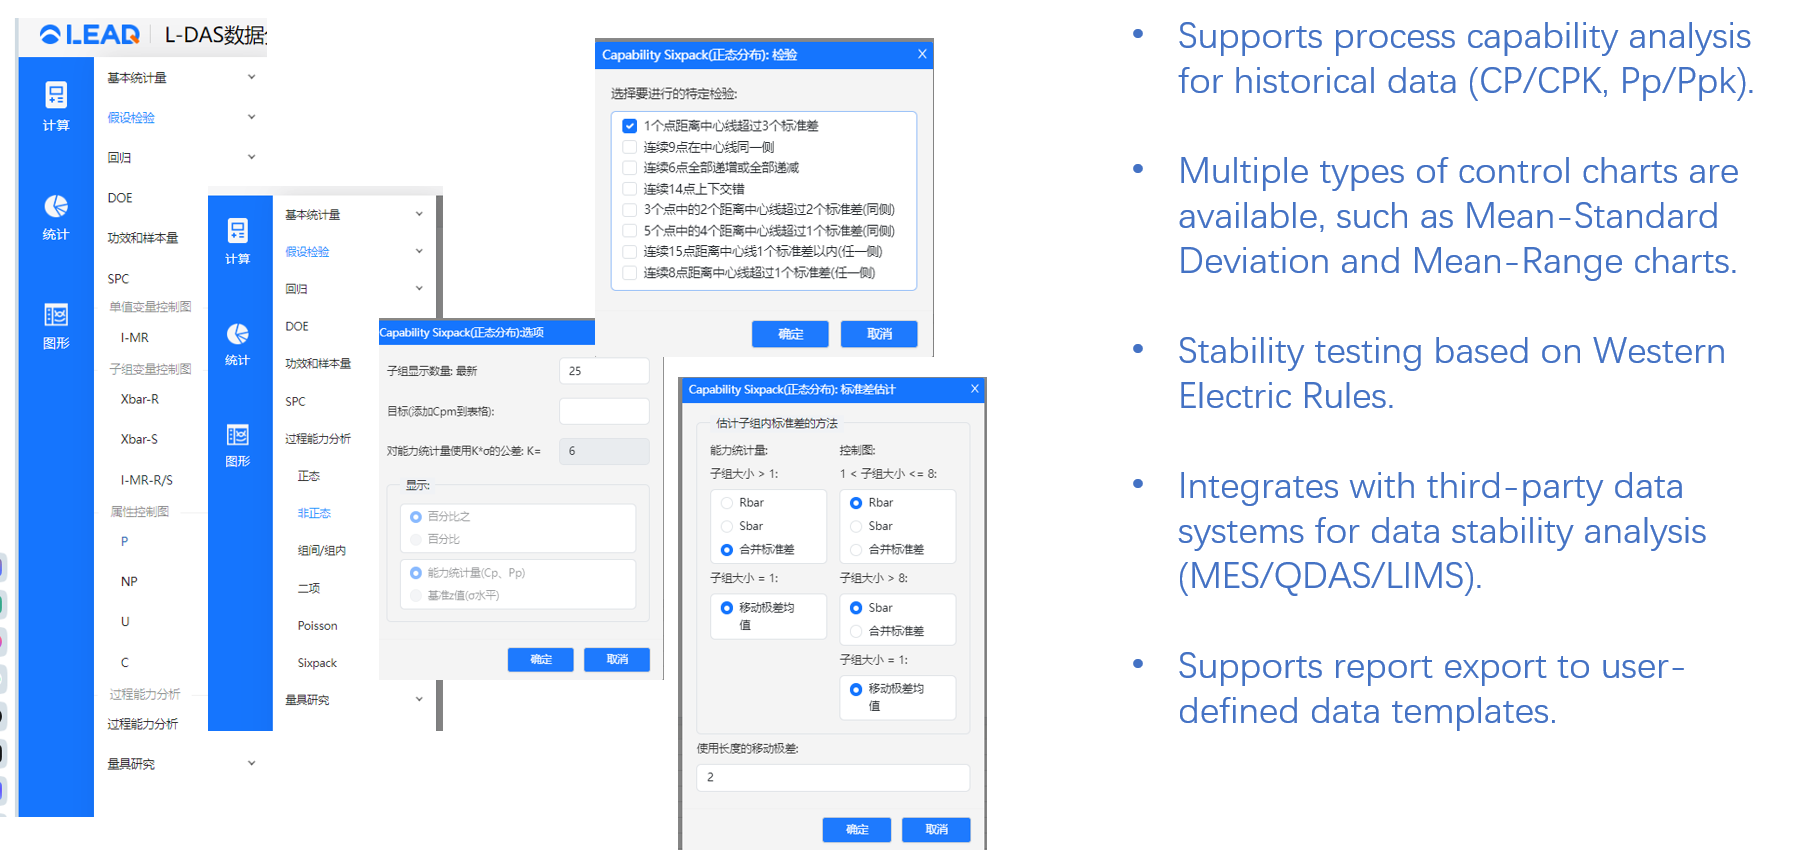 LEAD
L-DAS数据
基本统计量
假设检验
回归
DOE
功效和样本量
SPC
单值变量控制图
I-MR
子组变量控制图
Xbar-R
Xbar-S
I-MR-R/S
属性控制图
P
NP
U
C
过程能力分析
过程能力分析
量具研究
计算
统计
图形
计算
统计
图形
基本统计量
假设检验
回归
DOE
功效和样本量
SPC
过程能力分析
正态
非正态
组间/组内
二项
Poisson
Sixpack
量具研究
Capability Sixpack(正态分布):选项
子组显示数量: 最新
25
目标(添加Cpm到表格):
对能力统计量使用K*σ的公差: K=
6
显示:
百分比之
百分比
能力统计量(Cp、Pp)
基准z值(σ水平)
确定
取消
Capability Sixpack(正态分布): 检验
X
选择要进行的特定检验:
1个点距离中心线超过3个标准差
连续9点在中心线同一侧
连续6点全部递增或全部递减
连续14点上下交错
3个点中的2个距离中心线超过2个标准差(同侧)
5个点中的4个距离中心线超过1个标准差(同侧)
连续15点距离中心线1个标准差以内(任一侧)
连续8点距离中心线超过1个标准差(任一侧)
确定
取消
Capability Sixpack(正态分布): 标准差估计
X
估计子组内标准差的方法
能力统计量:
子组大小 > 1:
Rbar
Sbar
合并标准差
子组大小 = 1:
移动极差均
值
控制图:
1 < 子组大小 <= 8:
Rbar
Sbar
合并标准差
子组大小 > 8:
Sbar
合并标准差
子组大小 = 1:
移动极差均
值
使用长度的移动极差:
2
确定
取消
• Supports process capability analysis
for historical data (CP/CPK, Pp/Ppk).
• Multiple types of control charts are
available, such as Mean-Standard
Deviation and Mean-Range charts.
• Stability testing based on Western
Electric Rules.
• Integrates with third-party data
systems for data stability analysis
(MES/QDAS/LIMS).
• Supports report export to user-
defined data templates.